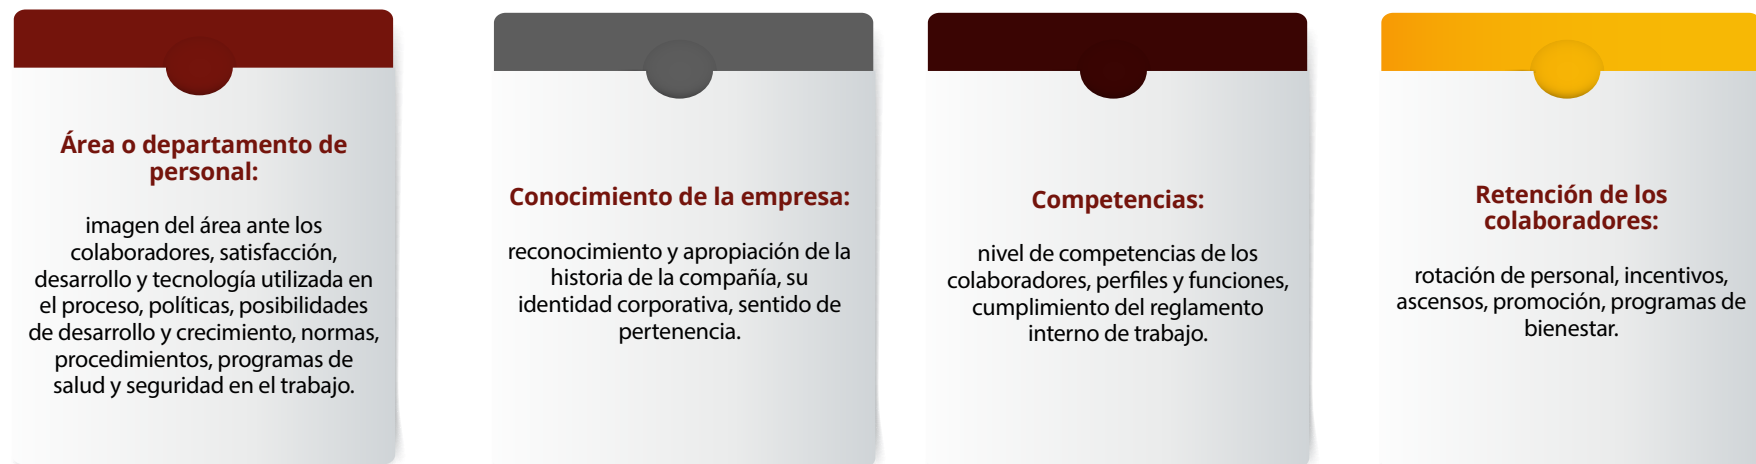 Área o departamento de
personal:
imagen del área ante los
colaboradores, satisfacción,
desarrollo y tecnología utilizada en
el proceso, políticas, posibilidades
de desarrollo y crecimiento, normas,
procedimientos, programas de
salud y seguridad en el trabajo.
Conocimiento de la empresa:
reconocimiento y apropiación de la
historia de la compañía, su
identidad corporativa, sentido de
pertenencia.
Competencias:
nivel de competencias de los
colaboradores, perfiles y funciones,
cumplimiento del reglamento
interno de trabajo.
Retención de los
colaboradores:
rotación de personal, incentivos,
ascensos, promoción, programas de
bienestar.